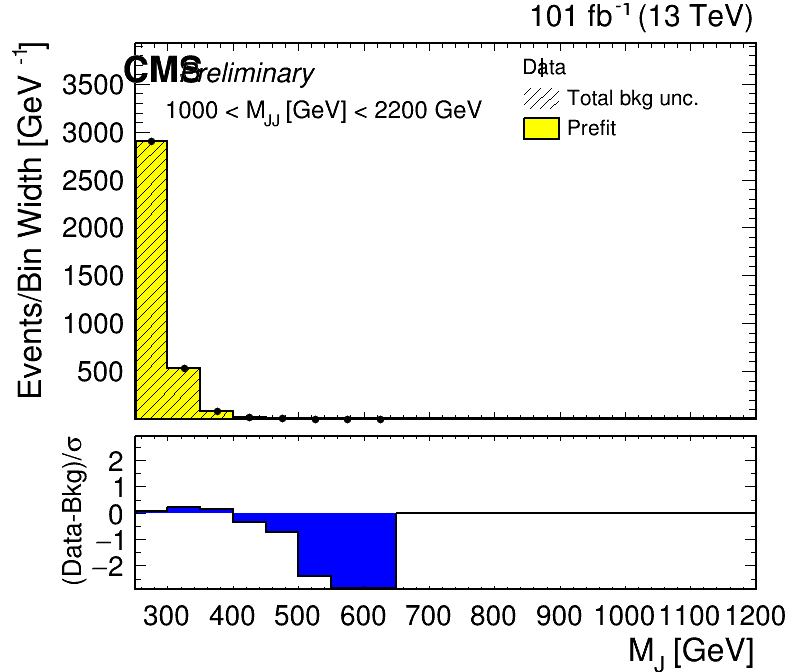 101 fb⁻¹ (13 TeV)
CMS Preliminary
1000 < M_JJ [GeV] < 2200 GeV
Data
Total bkg unc.
Prefit
Events/Bin Width [GeV⁻¹]
3500
3000
2500
2000
1500
1000
500
(Data-Bkg)/σ
2
1
0
−1
−2
300 400 500 600 700 800 900 1000 1100 1200
M_J [GeV]